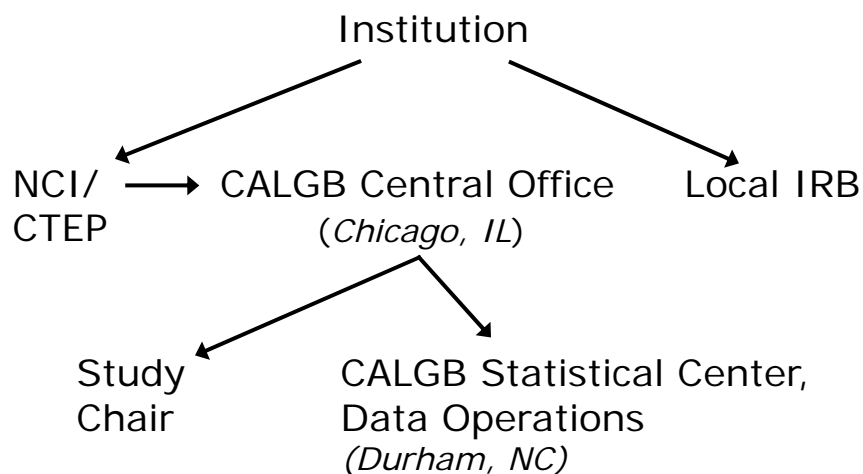 Institution
NCI/
CTEP
CALGB Central Office
(Chicago, IL)
Local IRB
Study
Chair
CALGB Statistical Center,
Data Operations
(Durham, NC)